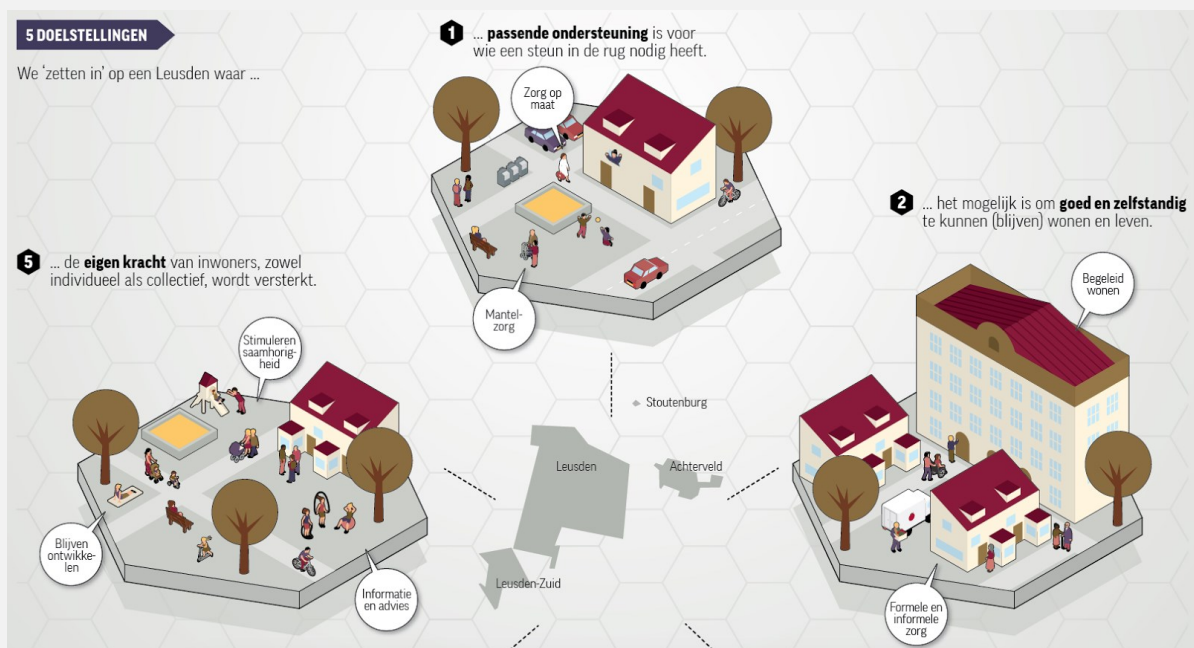 5 DOELSTELLINGEN
We ‘zetten in’ op een Leusden waar ...
1 ... passende ondersteuning is voor
wie een steun in de rug nodig heeft.
Zorg op
maat
Mantel-
zorg
2 ... het mogelijk is om goed en zelfstandig
te kunnen (blijven) wonen en leven.
Begeleid
wonen
Formele en
informele
zorg
5 ... de eigen kracht van inwoners, zowel
individueel als collectief, wordt versterkt.
Stimuleren
saamhorig-
heid
Blijven
ontwikke-
len
Informatie
en advies
Stoutenburg
Leusden
Achterveld
Leusden-Zuid